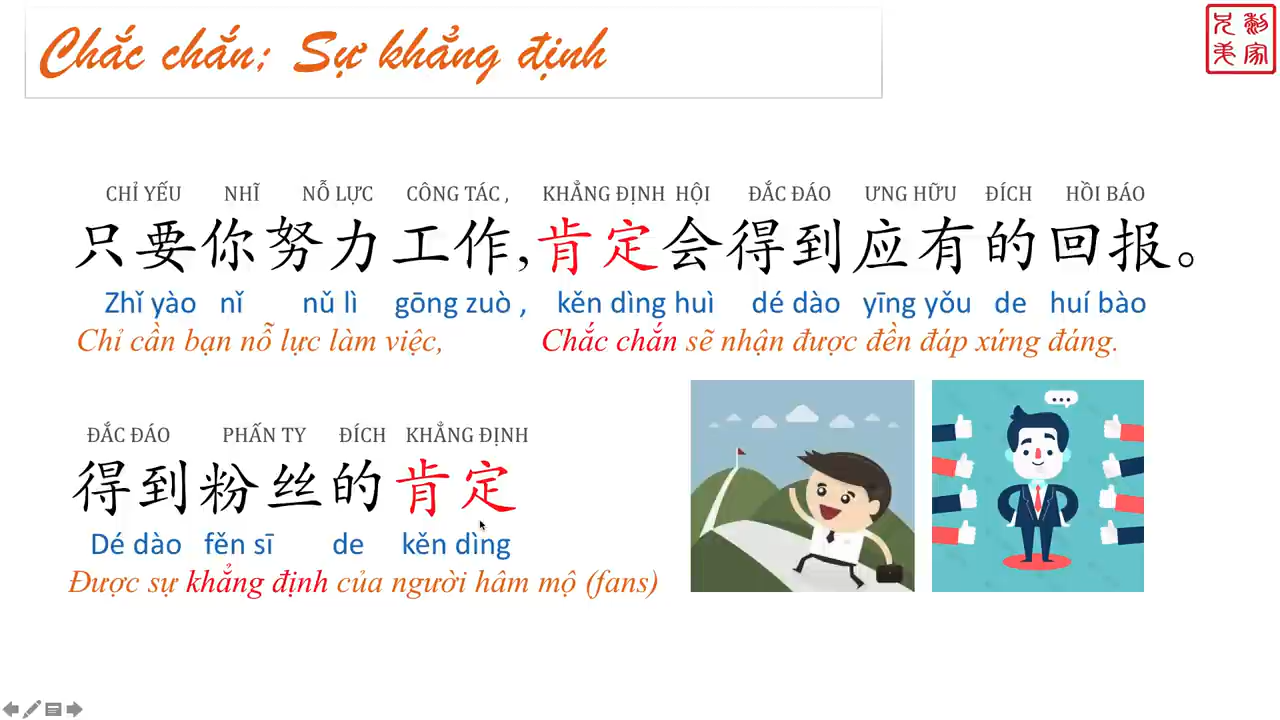 Chắc chắn; Sự khẳng định
CHỈ YẾU NHĨ NỖ LỰC CÔNG TÁC , KHẲNG ĐỊNH HỘI ĐẮC ĐÁO ƯNG HỮU ĐÍCH HỒI BÁO
只要你努力工作,肯定会得到应有的回报。
Zhǐ yào nǐ nǔ lì gōng zuò , kěn dìng huì dé dào yīng yǒu de huí bào
Chỉ cần bạn nỗ lực làm việc, Chắc chắn sẽ nhận được đền đáp xứng đáng.
ĐẮC ĐÁO PHẤN TY ĐÍCH KHẲNG ĐỊNH
得到粉丝的肯定
Dé dào fěn sī de kěn dìng
Được sự khẳng định của người hâm mộ (fans)